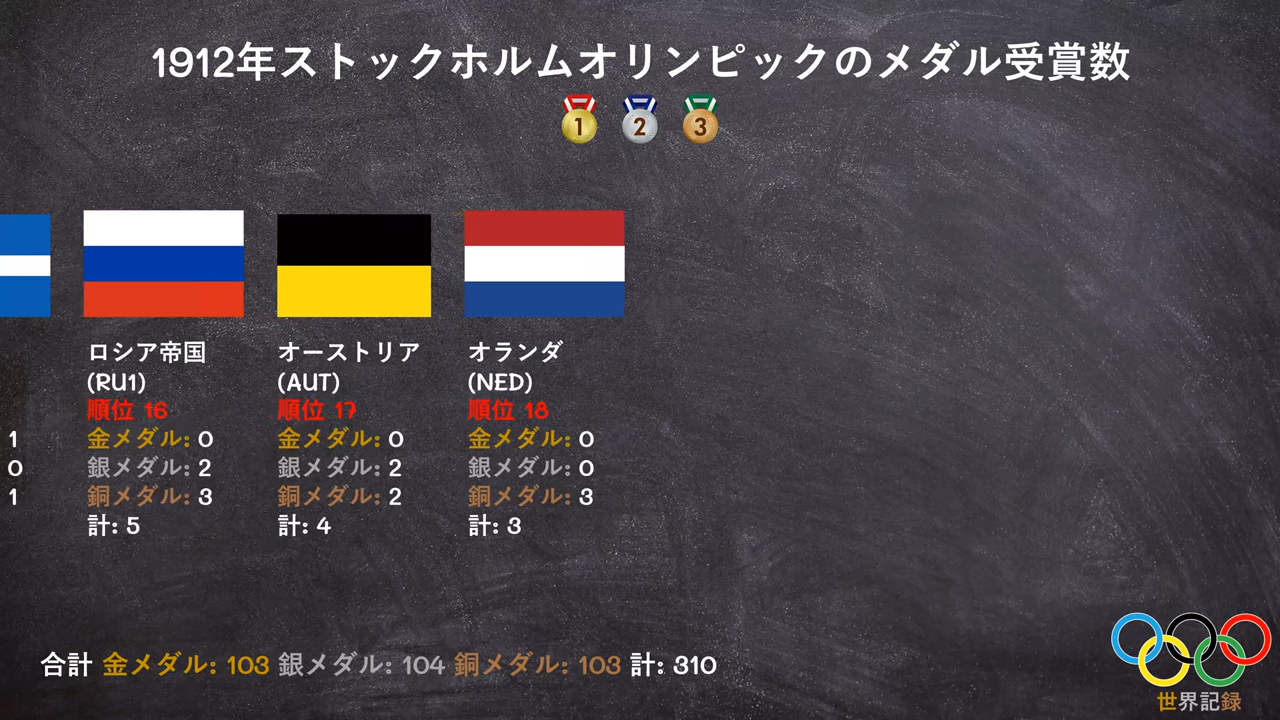 1912年ストックホルムオリンピックのメダル受賞数
1 2 3
1
0
1
ロシア帝国
(RU1)
順位 16
金メダル: 0
銀メダル: 2
銅メダル: 3
計: 5
オーストリア
(AUT)
順位 17
金メダル: 0
銀メダル: 2
銅メダル: 2
計: 4
オランダ
(NED)
順位 18
金メダル: 0
銀メダル: 0
銅メダル: 3
計: 3
合計 金メダル: 103 銀メダル: 104 銅メダル: 103 計: 310
世界記録